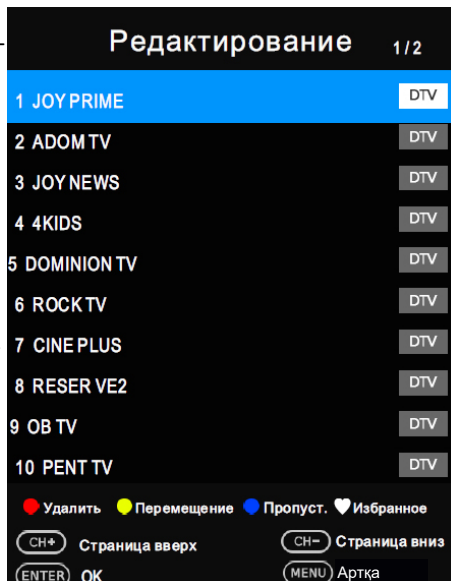 Редактирование 1/2
1 JOY PRIME DTV
2 ADOM TV DTV
3 JOY NEWS DTV
4 4KIDS DTV
5 DOMINION TV DTV
6 ROCK TV DTV
7 CINE PLUS DTV
8 RESER VE2 DTV
9 OB TV DTV
10 PENT TV DTV
Удалить Перемещение Пропуст. Избранное
CH+ Страница вверх CH- Страница вниз
ENTER OK MENU Артқа